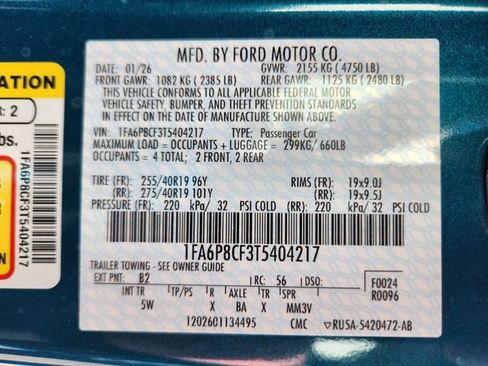 MFD. BY FORD MOTOR CO.
DATE: 01/26 GVWR: 2155 KG ( 4750 LB)
FRONT GAWR: 1082 KG ( 2385 LB) REAR GAWR: 1125 KG ( 2480 LB)
THIS VEHICLE CONFORMS TO ALL APPLICABLE FEDERAL MOTOR
VEHICLE SAFETY, BUMPER, AND THEFT PREVENTION STANDARDS
IN EFFECT ON THE DATE OF MANUFACTURE SHOWN ABOVE.
VIN: 1FA6P8CF3T5404217 TYPE: Passenger Car
MAXIMUM LOAD = OCCUPANTS + LUGGAGE = 299KG/ 660LB
OCCUPANTS = 4 TOTAL; 2 FRONT, 2 REAR
TIRE (FR): 255/40R19 96Y RIMS (FR): 19x9.0J
(RR): 275/40R19 101Y (RR): 19x9.5J
PRESSURE (FR): 220 kPa/ 32 PSI COLD (RR): 220 kPa/ 32 PSI COLD
1FA6P8CF3T5404217
TRAILER TOWING - SEE OWNER GUIDE
EXT PNT: B2 RC: 56 DSO: F0024
R0096
INT TR TP/PS R AXLE TR SPR
5W X BA X MM3V
1202601134495 CMC RU5A-5420472-AB
ATION
R: 2
bs.
1FA6P8CF3T5404217
N